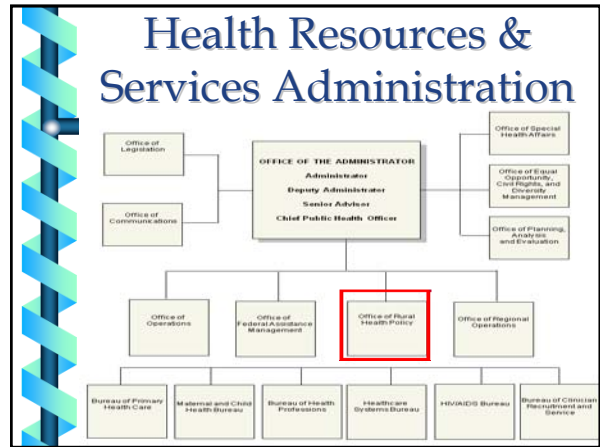 Health Resources &
Services Administration
Office of
Legislation
Office of
Communications
OFFICE OF THE ADMINISTRATOR
Administrator
Deputy Administrator
Senior Advisor
Chief Public Health Officer
Office of Special
Health Affairs
Office of Equal
Opportunity,
Civil Rights, and
Diversity
Management
Office of Planning,
Analysis
and Evaluation
Office of
Operations
Office of
Federal Assistance
Management
Office of Rural
Health Policy
Office of Regional
Operations
Bureau of Primary
Health Care
Maternal and Child
Health Bureau
Bureau of Health
Professions
Healthcare
Systems Bureau
HIV/AIDS Bureau
Bureau of Clinician
Recruitment and
Service